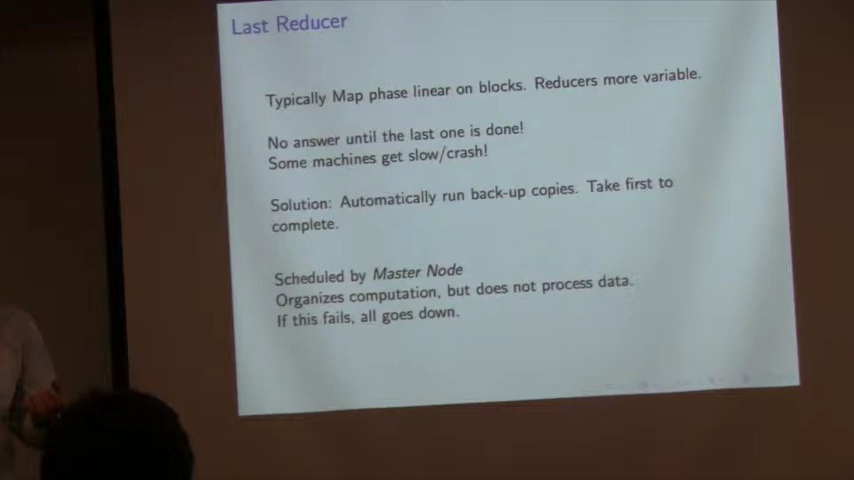 Last Reducer
Typically Map phase linear on blocks. Reducers more variable.
No answer until the last one is done!
Some machines get slow/crash!
Solution: Automatically run back-up copies. Take first to
complete.
Scheduled by Master Node
Organizes computation, but does not process data.
If this fails, all goes down.